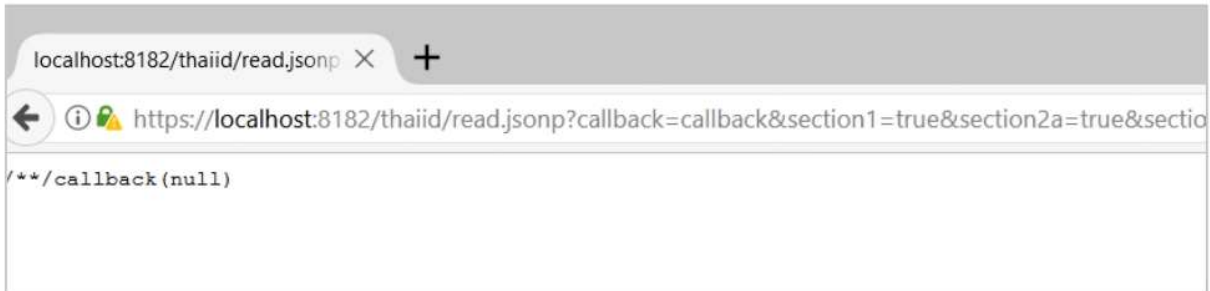 localhost:8182/thaiid/read.jsonp
https://localhost:8182/thaiid/read.jsonp?callback=callback&section1=true&section2a=true&sectio
/**/callback(null)